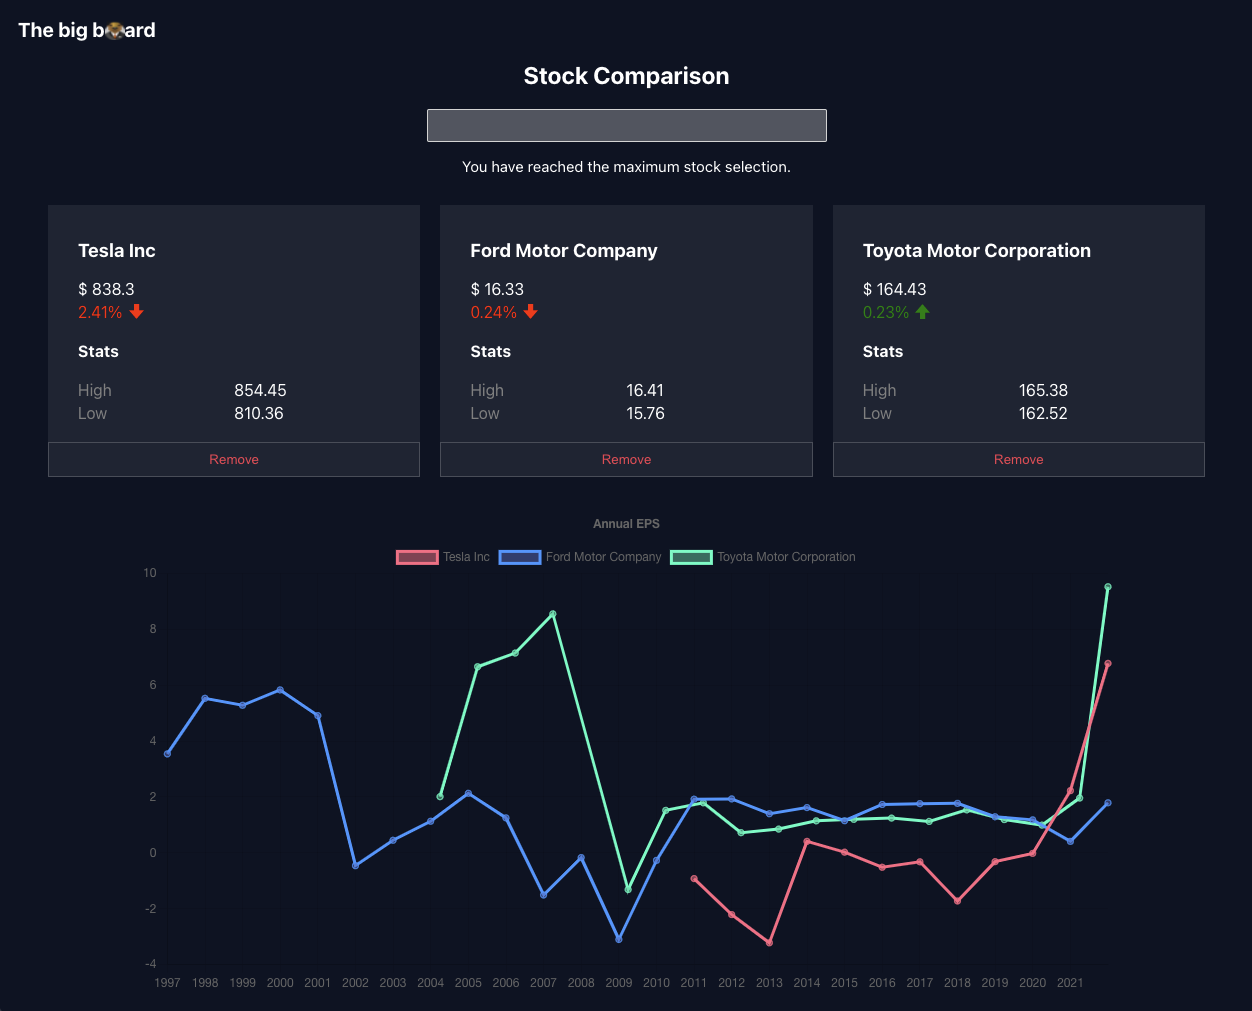 The big board
Stock Comparison
You have reached the maximum stock selection.
Tesla Inc
$ 838.3
2.41%
Stats
High 854.45
Low 810.36
Remove
Ford Motor Company
$ 16.33
0.24%
Stats
High 16.41
Low 15.76
Remove
Toyota Motor Corporation
$ 164.43
0.23%
Stats
High 165.38
Low 162.52
Remove
Annual EPS
Tesla Inc Ford Motor Company Toyota Motor Corporation
10
8
6
4
2
0
-2
-4
1997 1998 1999 2000 2001 2002 2003 2004 2005 2006 2007 2008 2009 2010 2011 2012 2013 2014 2015 2016 2017 2018 2019 2020 2021